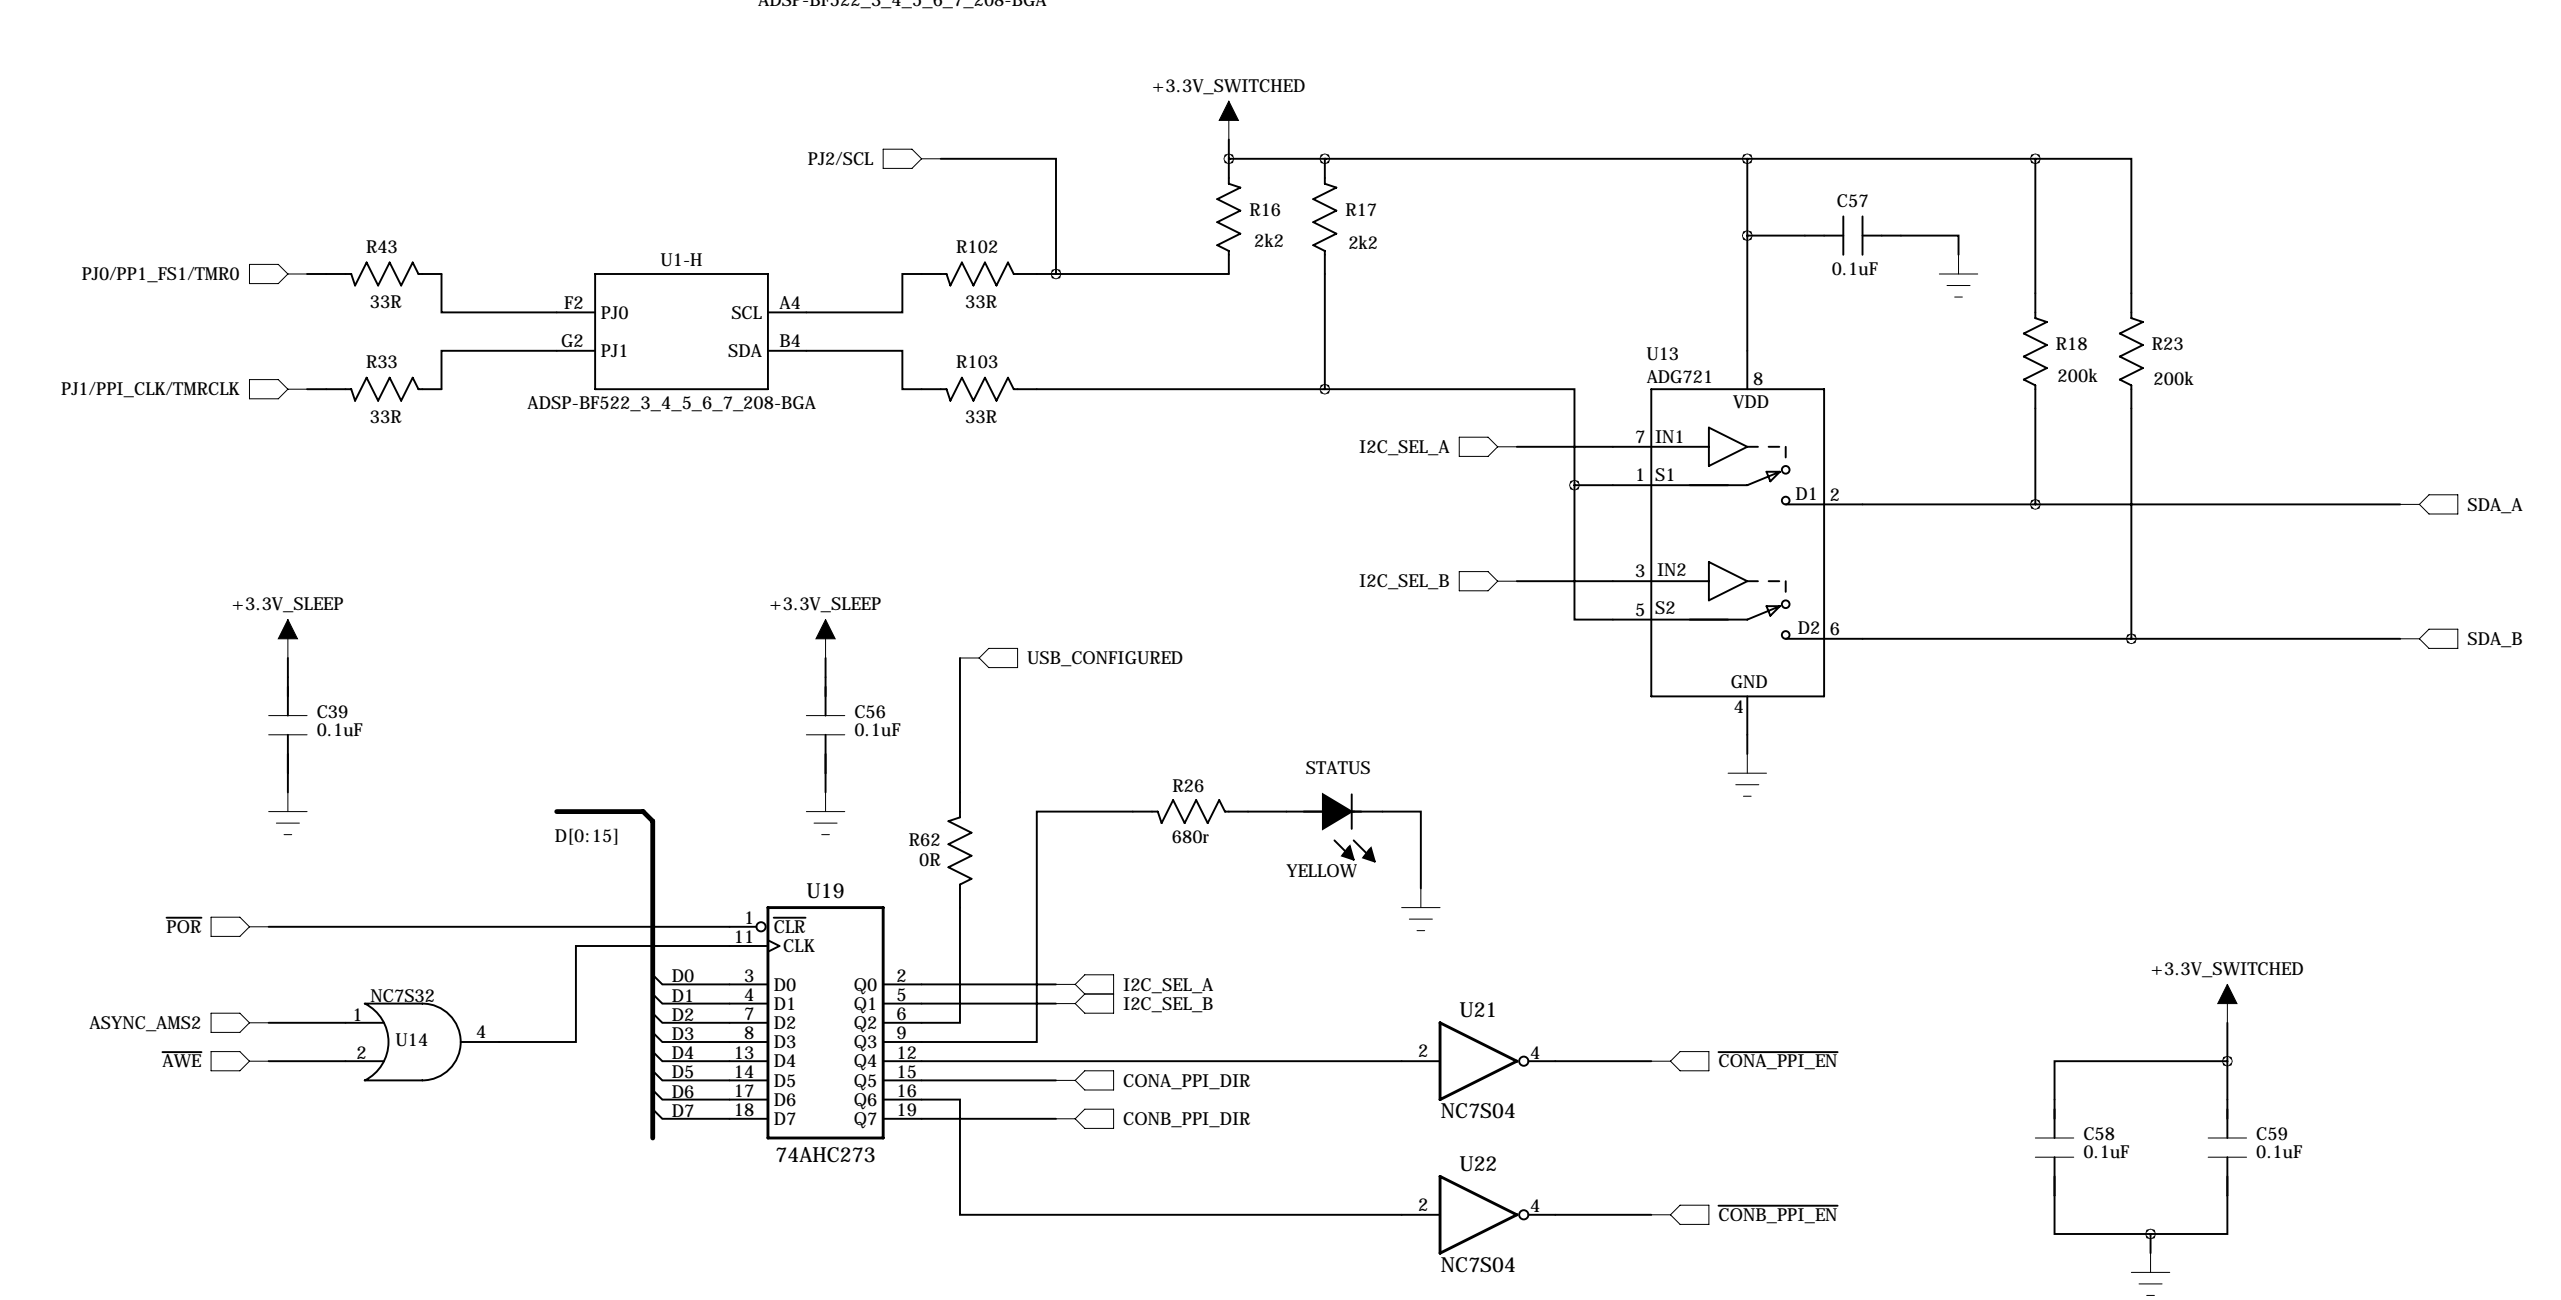 ADSP-BF522_3_4_5_6_7_208-BGA
+3.3V_SWITCHED
PJ2/SCL
R16
2k2
R17
2k2
C57
0.1uF
R43
33R
PJ0/PP1_FS1/TMR0
R33
33R
PJ1/PPI_CLK/TMRCLK
U1-H
F2
PJ0
G2
PJ1
SCL
A4
SDA
B4
ADSP-BF522_3_4_5_6_7_208-BGA
R102
33R
R103
33R
R18
200k
R23
200k
U13
ADG721
8
VDD
I2C_SEL_A
7
IN1
1
S1
D1
2
SDA_A
I2C_SEL_B
3
IN2
5
S2
D2
6
SDA_B
GND
4
+3.3V_SLEEP
C39
0.1uF
+3.3V_SLEEP
C56
0.1uF
USB_CONFIGURED
R62
0R
STATUS
R26
680r
YELLOW
D[0:15]
U19
POR
1
CLR
11
CLK
NC7S32
ASYNC_AMS2
1
U14
4
AWE
2
D0 3 D0 Q0 2 I2C_SEL_A
D1 4 D1 Q1 5 I2C_SEL_B
D2 7 D2 Q2 6
D3 8 D3 Q3 9
D4 13 D4 Q4 12
D5 14 D5 Q5 15 CONA_PPI_DIR
D6 17 D6 Q6 16
D7 18 D7 Q7 19 CONB_PPI_DIR
74AHC273
U21
2
4
CONA_PPI_EN
NC7S04
U22
2
4
CONB_PPI_EN
NC7S04
+3.3V_SWITCHED
C58
0.1uF
C59
0.1uF